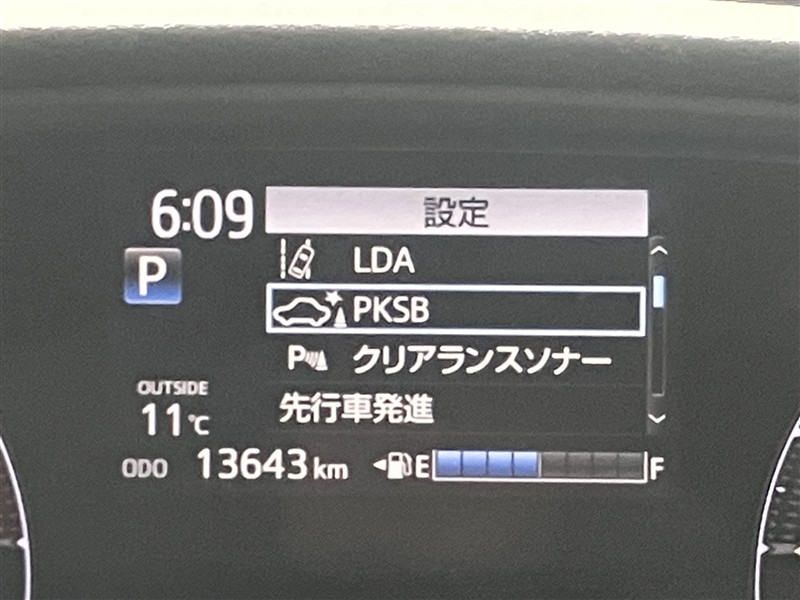 6:09
設定
P
LDA
PKSB
P クリアランスソナー
先行車発進
OUTSIDE
11℃
ODO 13643 km E F